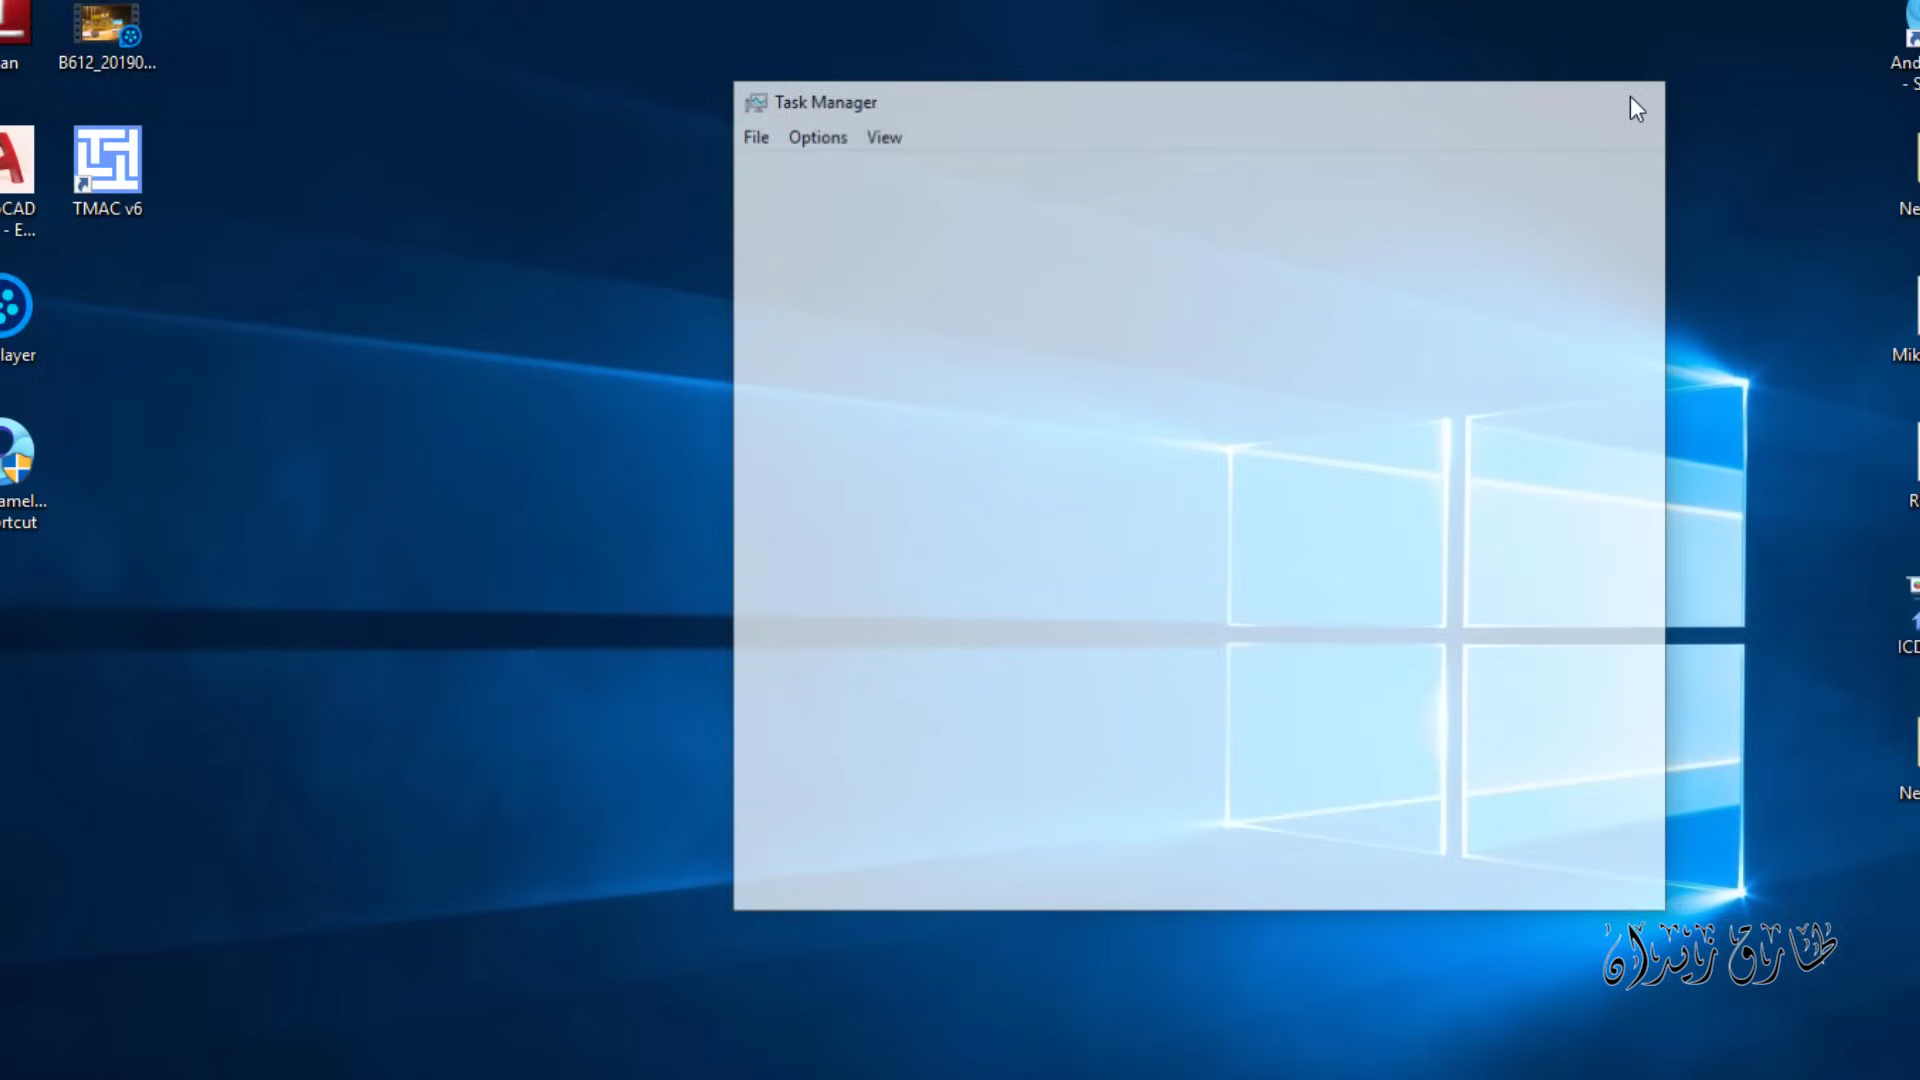 an
B612_20190...
And
- S
Task Manager
File Options View
CAD
- E...
TMAC v6
Ne
layer
Mik
amel...
rtcut
R
ICD
Ne
طارق زيدان